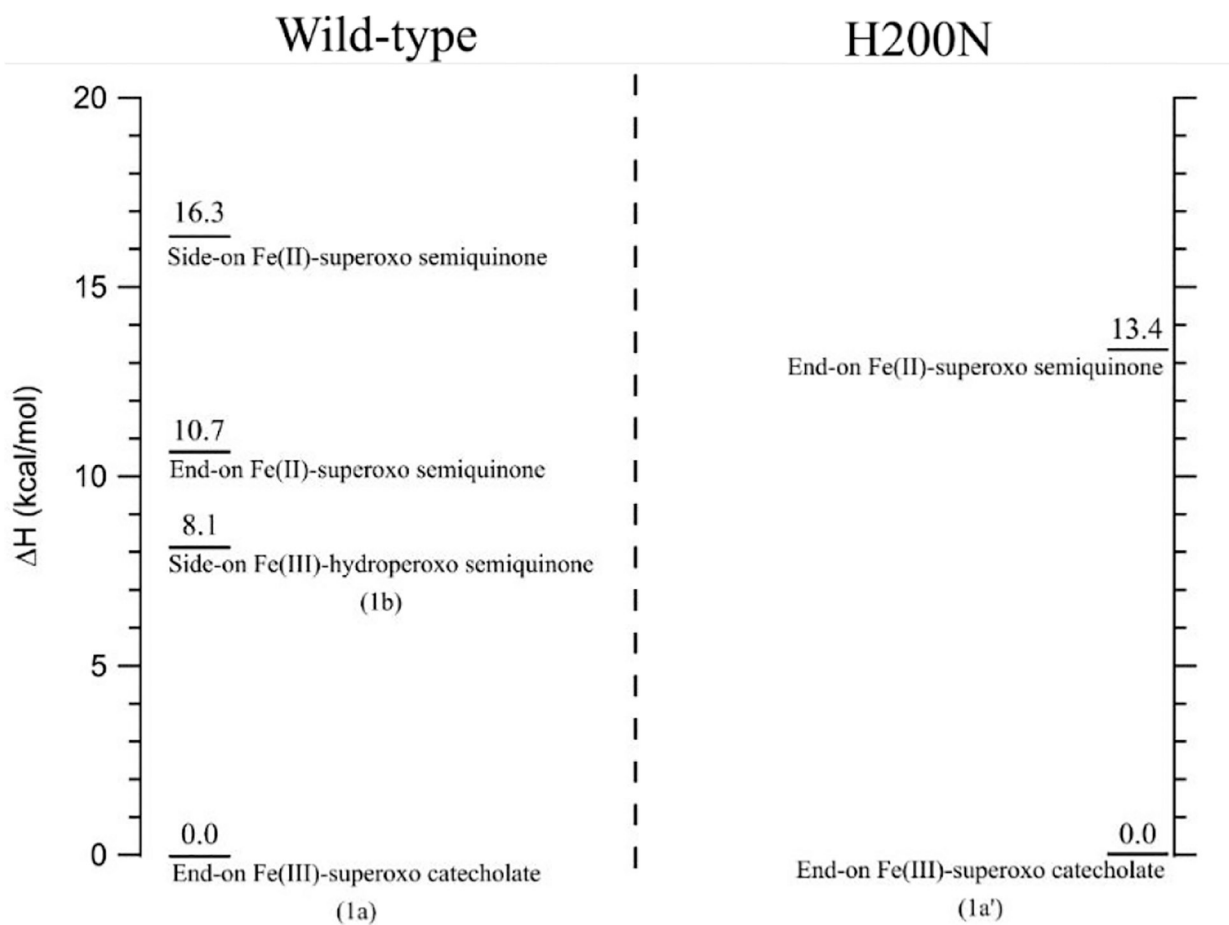 Wild-type
H200N
ΔH (kcal/mol)
20
15
10
5
0
16.3
Side-on Fe(II)-superoxo semiquinone
10.7
End-on Fe(II)-superoxo semiquinone
8.1
Side-on Fe(III)-hydroperoxo semiquinone
(1b)
0.0
End-on Fe(III)-superoxo catecholate
(1a)
13.4
End-on Fe(II)-superoxo semiquinone
0.0
End-on Fe(III)-superoxo catecholate
(1a')